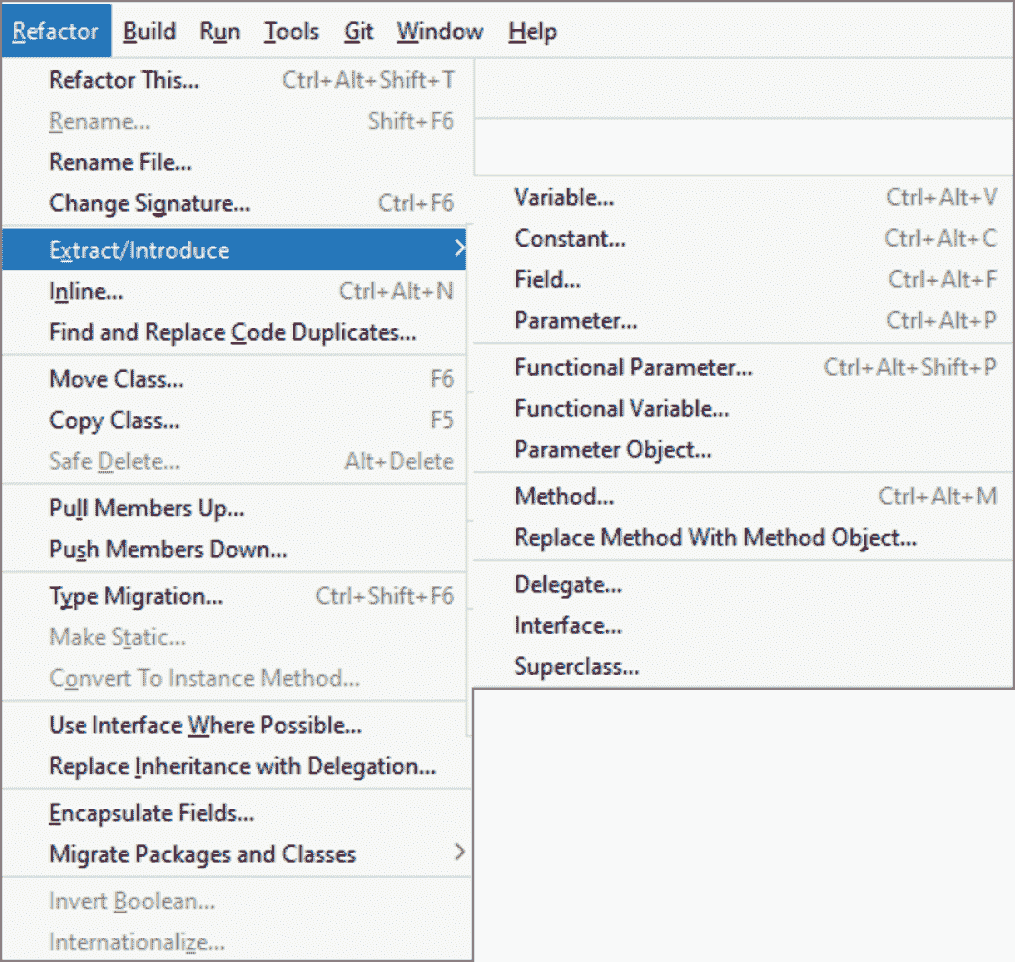 Refactor Build Run Tools Git Window Help
Refactor This... Ctrl+Alt+Shift+T
Rename... Shift+F6
Rename File...
Change Signature... Ctrl+F6
Extract/Introduce
Inline... Ctrl+Alt+N
Find and Replace Code Duplicates...
Move Class... F6
Copy Class... F5
Safe Delete... Alt+Delete
Pull Members Up...
Push Members Down...
Type Migration... Ctrl+Shift+F6
Make Static...
Convert To Instance Method...
Use Interface Where Possible...
Replace Inheritance with Delegation...
Encapsulate Fields...
Migrate Packages and Classes
Invert Boolean...
Internationalize...
Variable... Ctrl+Alt+V
Constant... Ctrl+Alt+C
Field... Ctrl+Alt+F
Parameter... Ctrl+Alt+P
Functional Parameter... Ctrl+Alt+Shift+P
Functional Variable...
Parameter Object...
Method... Ctrl+Alt+M
Replace Method With Method Object...
Delegate...
Interface...
Superclass...